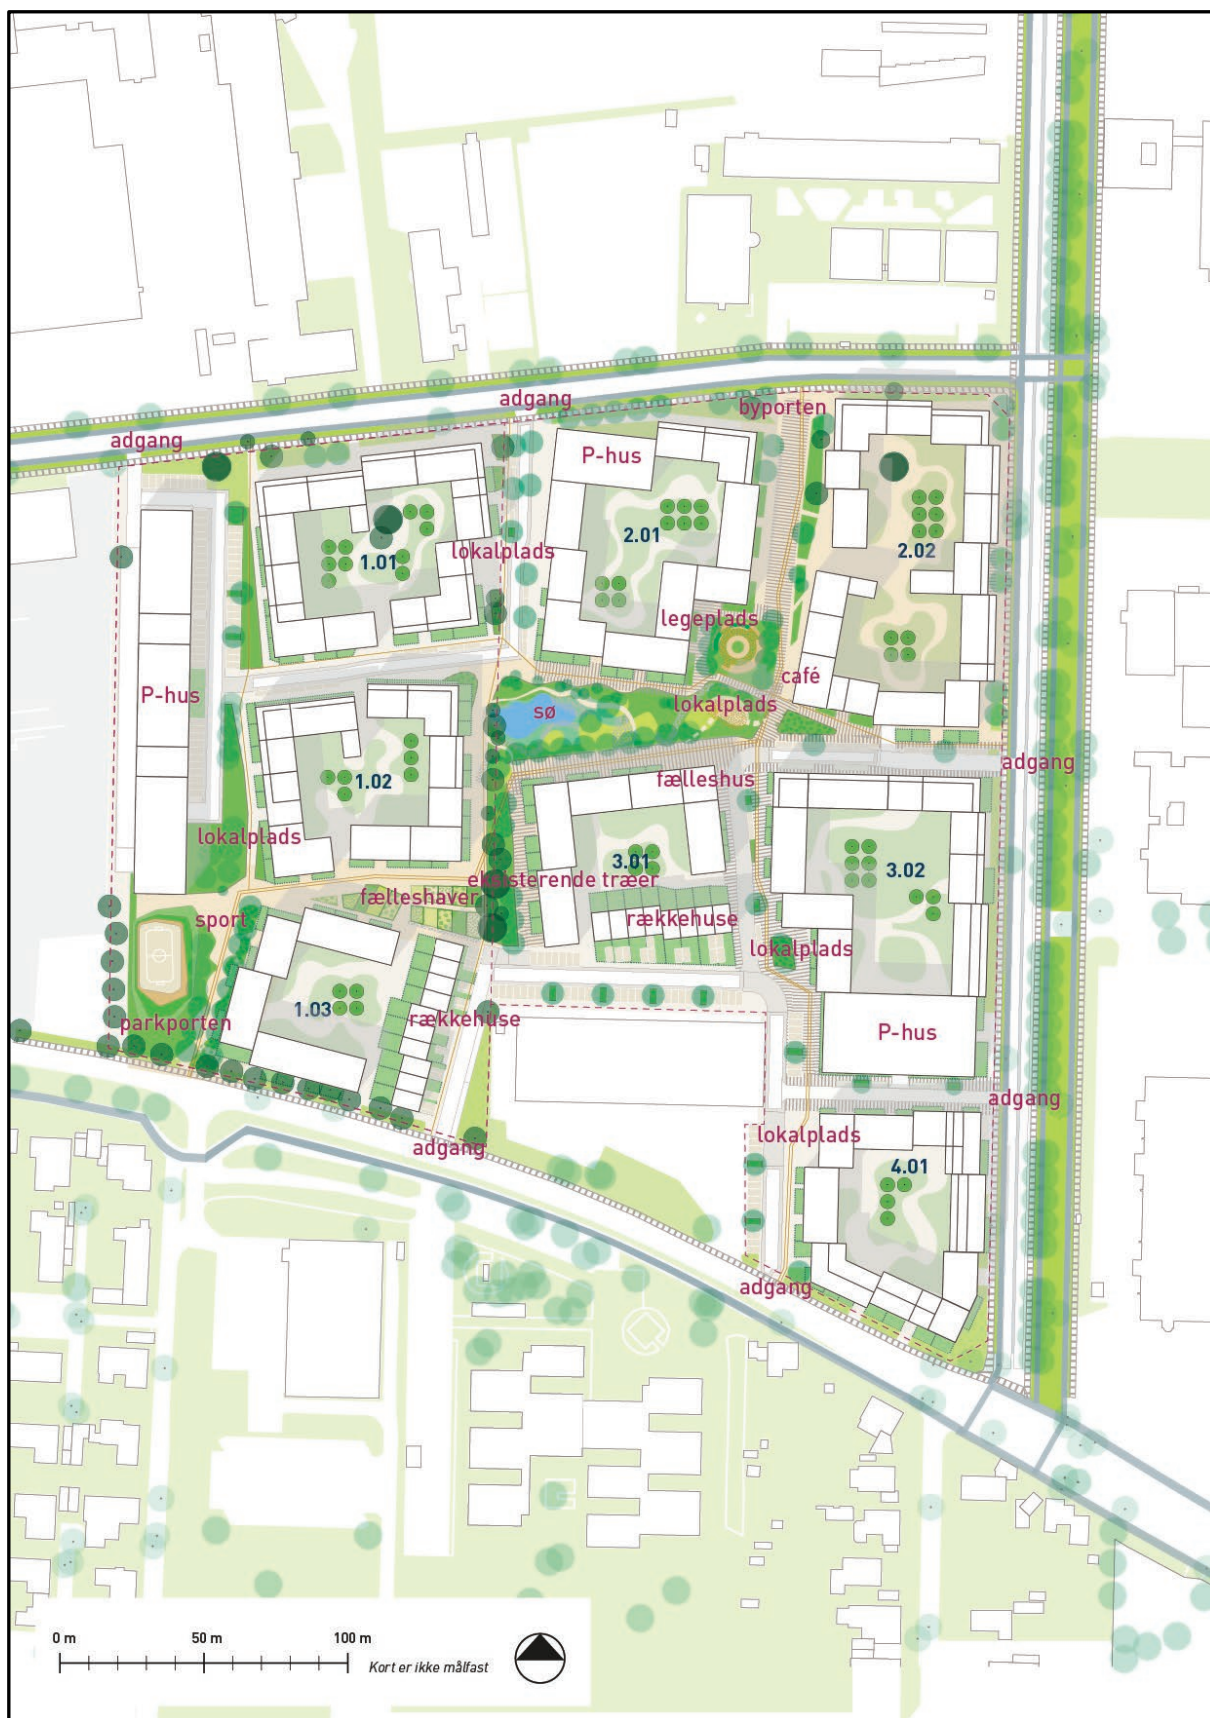 adgang
byporten
adgang
P-hus
2.01
2.02
lokalplads
1.01
legeplads
P-hus
café
lokalplads
sø
adgang
fælleshus
1.02
lokalplads
3.01
3.02
eksisterende træer
fælleshaver
sport
rækkehuse
lokalplads
1.03
rækkehuse
parkporten
P-hus
adgang
lokalplads
adgang
4.01
adgang
0 m 50 m 100 m
Kort er ikke målfast